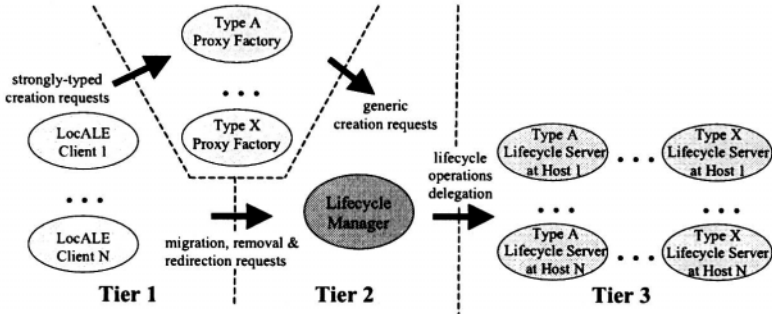 Type A
Proxy Factory
strongly-typed
creation requests
• • •
generic
creation requests
LocALE
Client 1
Type X
Proxy Factory
lifecycle
operations
delegation
Type A
Lifecycle Server
at Host 1
• • •
Type X
Lifecycle Server
at Host 1
• • •
Lifecycle
Manager
• • •
• • •
LocALE
Client N
migration, removal &
redirection requests
Type A
Lifecycle Server
at Host N
• • •
Type X
Lifecycle Server
at Host N
Tier 1
Tier 2
Tier 3